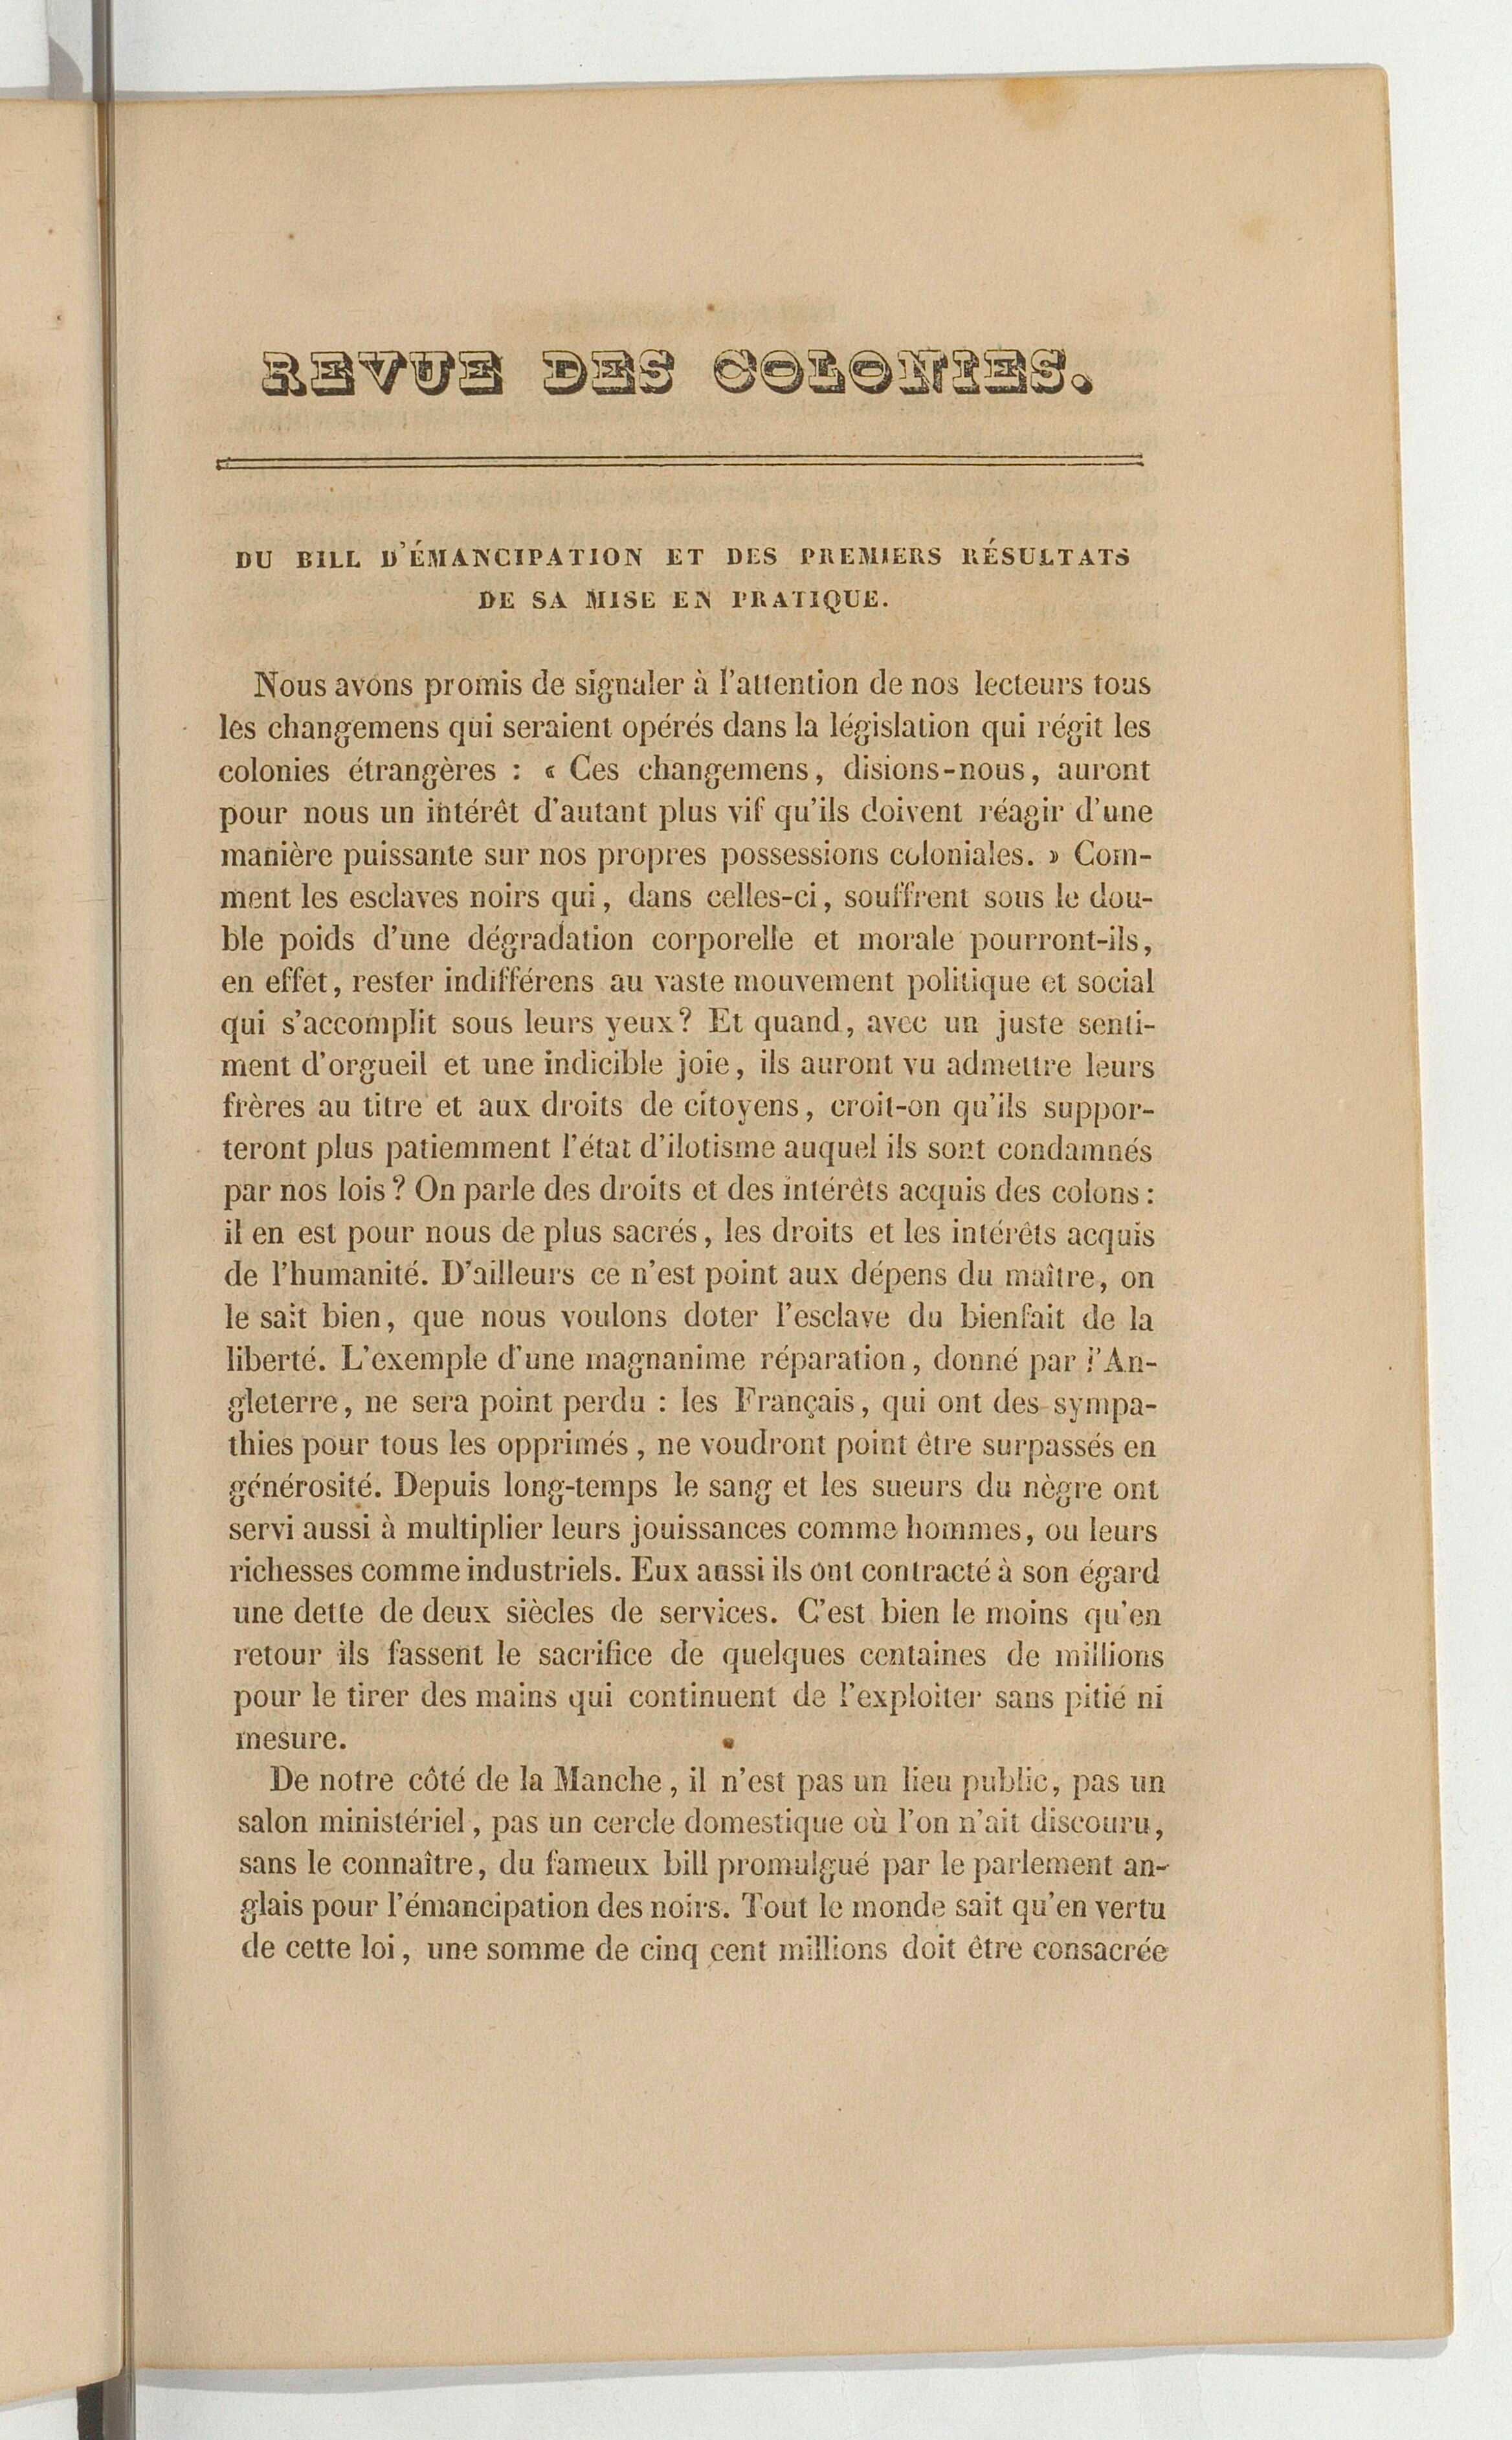 REVUE DES COLONIES.
DU BILL D'ÉMANCIPATION ET DES PREMIERS RÉSULTATS
DE SA MISE EN PRATIQUE.
Nous avons promis de signaler à l'attention de nos lecteurs tous
les changemens qui seraient opérés dans la législation qui régit les
colonies étrangères : « Ces changemens, disions-nous, auront
pour nous un intérêt d'autant plus vif qu'ils doivent réagir d'une
manière puissante sur nos propres possessions coloniales. » Com-
ment les esclaves noirs qui, dans celles-ci, souffrent sous le dou-
ble poids d'une dégradation corporelle et morale pourront-ils,
en effet, rester indifférens au vaste mouvement politique et social
qui s'accomplit sous leurs yeux? Et quand, avec un juste senti-
ment d'orgueil et une indicible joie, ils auront vu admettre leurs
frères au titre et aux droits de citoyens, croit-on qu'ils suppor-
teront plus patiemment l'état d'ilotisme auquel ils sont condamnés
par nos lois? On parle des droits et des intérêts acquis des colons:
il en est pour nous de plus sacrés, les droits et les intérêts acquis
de l'humanité. D'ailleurs ce n'est point aux dépens du maître, on
le sait bien, que nous voulons doter l'esclave du bienfait de la
liberté. L'exemple d'une magnanime réparation, donné par l'An-
gleterre, ne sera point perdu : les Français, qui ont des sympa-
thies pour tous les opprimés, ne voudront point être surpassés en
générosité. Depuis long-temps le sang et les sueurs du nègre ont
servi aussi à multiplier leurs jouissances comme hommes, ou leurs
richesses comme industriels. Eux aussi ils ont contracté à son égard
une dette de deux siècles de services. C'est bien le moins qu'en
retour ils fassent le sacrifice de quelques centaines de millions
pour le tirer des mains qui continuent de l'exploiter sans pitié ni
mesure.
De notre côté de la Manche, il n'est pas un lieu public, pas un
salon ministériel, pas un cercle domestique où l'on n'ait discouru,
sans le connaître, du fameux bill promulgué par le parlement an-
glais pour l'émancipation des noirs. Tout le monde sait qu'en vertu
de cette loi, une somme de cinq cent millions doit être consacrée